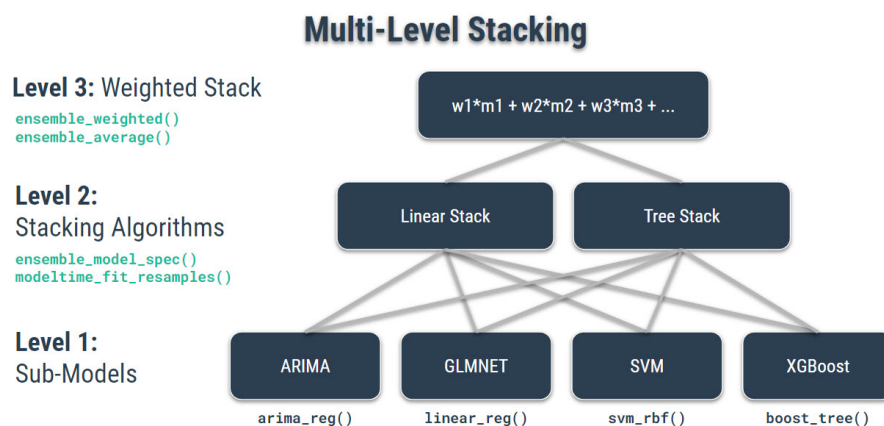 Multi-Level Stacking
Level 3: Weighted Stack
ensemble_weighted()
ensemble_average()
w1*m1 + w2*m2 + w3*m3 + ...
Level 2:
Stacking Algorithms
ensemble_model_spec()
modeltime_fit_resamples()
Linear Stack
Tree Stack
Level 1:
Sub-Models
ARIMA
GLMNET
SVM
XGBoost
arima_reg()
linear_reg()
svm_rbf()
boost_tree()